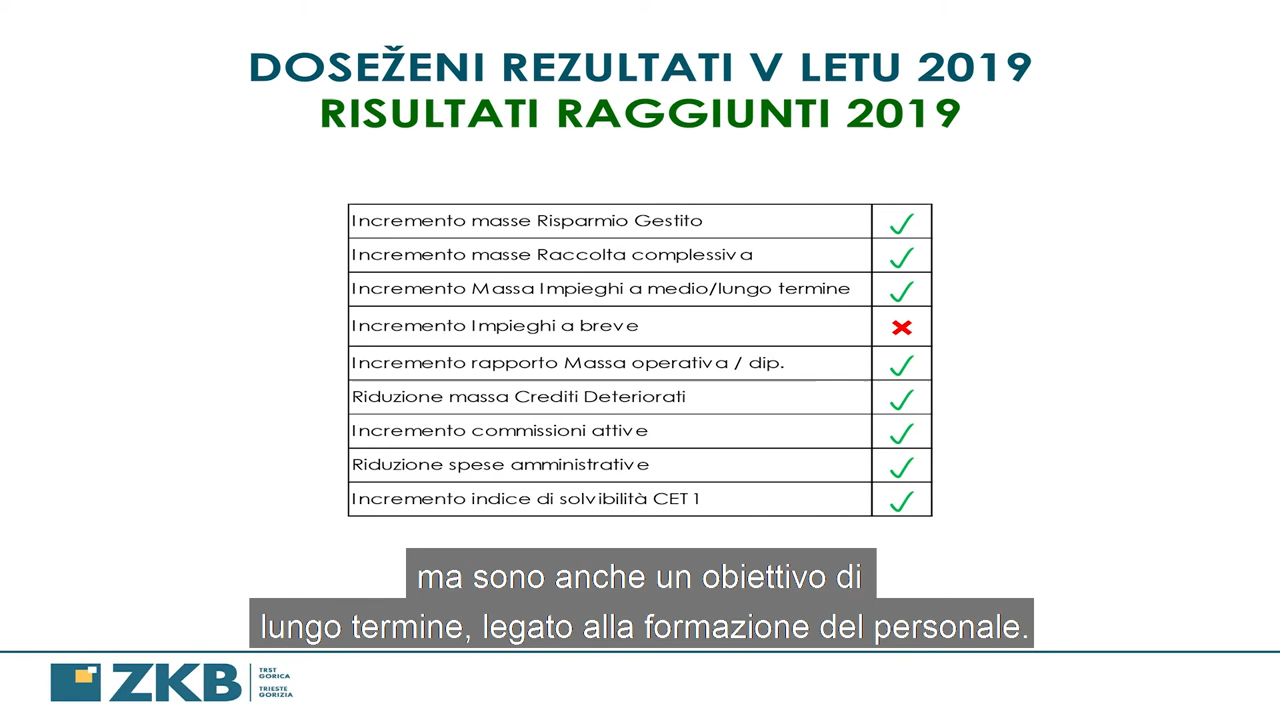 DOSEŽENI REZULTATI V LETU 2019
RISULTATI RAGGIUNTI 2019
Incremento masse Risparmio Gestito
Incremento masse Raccolta complessiva
Incremento Massa Impieghi a medio/lungo termine
Incremento Impieghi a breve
Incremento rapporto Massa operativa / dip.
Riduzione massa Crediti Deteriorati
Incremento commissioni attive
Riduzione spese amministrative
Incremento indice di solvibilità CET1
ma sono anche un obiettivo di
lungo termine, legato alla formazione del personale.
ZKB
TRST
GORICA
TRIESTE
GORIZIA